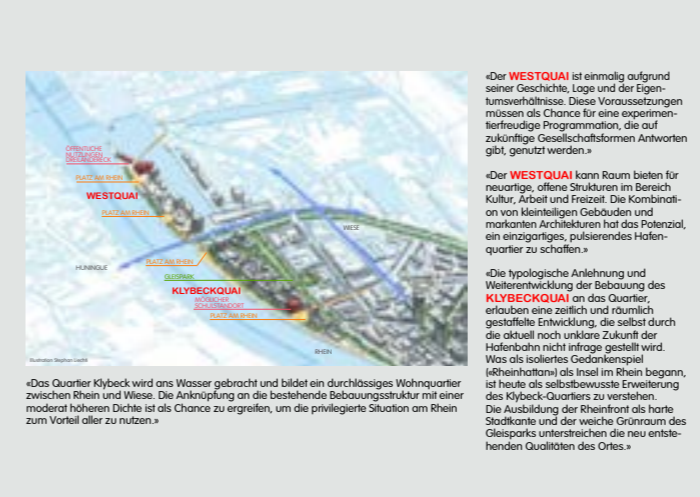 ÖFFENTLICHE
NUTZUNGEN
DREILÄNDERECK
PLATZ AM RHEIN
WESTQUAI
PLATZ AM RHEIN
WIESE
PLATZ AM RHEIN
HUNINGUE
GLEISPARK
KLYBECKQUAI
MÖGLICHER
SCHULSTANDORT
PLATZ AM RHEIN
RHEIN
Illustration Stephan Liechti
«Das Quartier Klybeck wird ans Wasser gebracht und bildet ein durchlässiges Wohnquartier
zwischen Rhein und Wiese. Die Anknüpfung an die bestehende Bebauungsstruktur mit einer
moderat höheren Dichte ist als Chance zu ergreifen, um die privilegierte Situation am Rhein
zum Vorteil aller zu nutzen.»
«Der WESTQUAI ist einmalig aufgrund
seiner Geschichte, Lage und der Eigen-
tumsverhältnisse. Diese Voraussetzungen
müssen als Chance für eine experimen-
tierfreudige Programmation, die auf
zukünftige Gesellschaftsformen Antworten
gibt, genutzt werden.»
«Der WESTQUAI kann Raum bieten für
neuartige, offene Strukturen im Bereich
Kultur, Arbeit und Freizeit. Die Kombinati-
on von kleinteiligen Gebäuden und
markanten Architekturen hat das Potenzial,
ein einzigartiges, pulsierendes Hafen-
quartier zu schaffen.»
«Die typologische Anlehnung und
Weiterentwicklung der Bebauung des
KLYBECKQUAI an das Quartier,
erlauben eine zeitlich und räumlich
gestaffelte Entwicklung, die selbst durch
die aktuell noch unklare Zukunft der
Hafenbahn nicht infrage gestellt wird.
Was als isoliertes Gedankenspiel
(«Rheinhattan») als Insel im Rhein begann,
ist heute als selbstbewusste Erweiterung
des Klybeck-Quartiers zu verstehen.
Die Ausbildung der Rheinfront als harte
Stadtkante und der weiche Grünraum des
Gleisparks unterstreichen die neu entste-
henden Qualitäten des Ortes.»